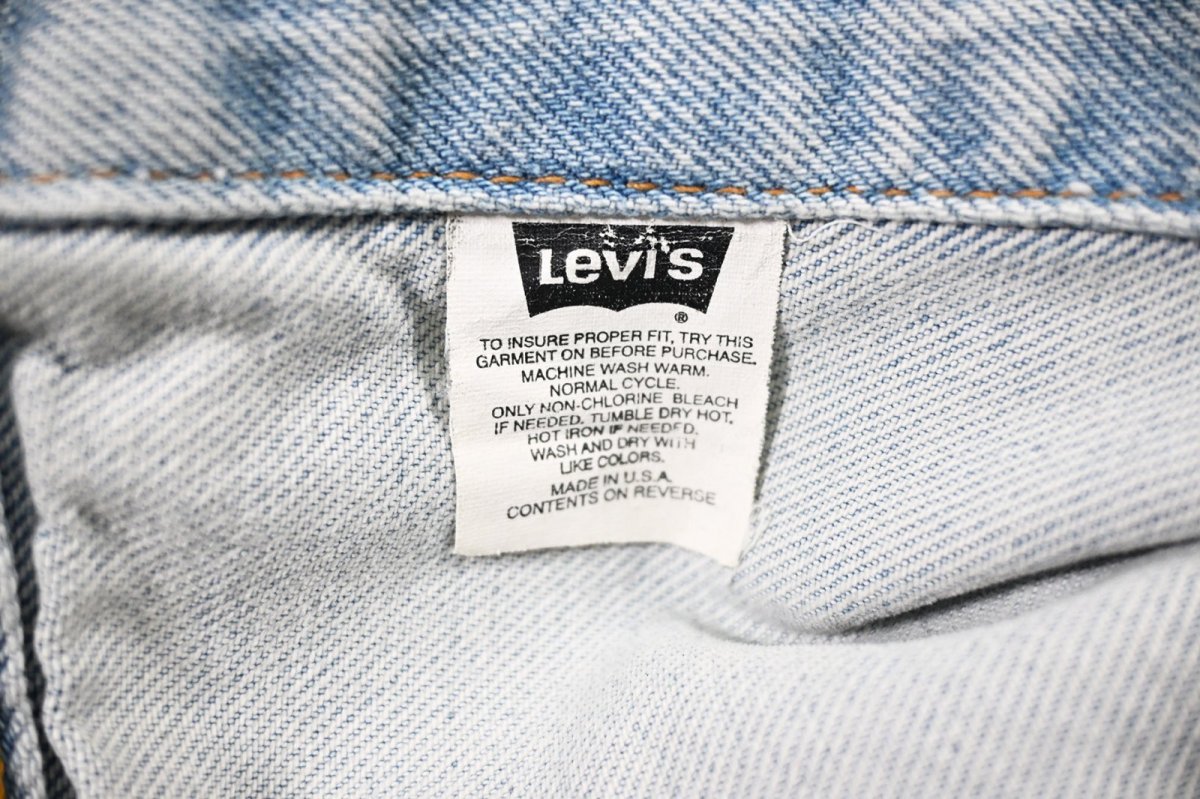 Levi's
®
TO INSURE PROPER FIT, TRY THIS
GARMENT ON BEFORE PURCHASE.
MACHINE WASH WARM.
NORMAL CYCLE.
ONLY NON-CHLORINE BLEACH
IF NEEDED. TUMBLE DRY HOT,
HOT IRON IF NEEDED.
WASH AND DRY WITH
LIKE COLORS.
MADE IN U.S.A.
CONTENTS ON REVERSE